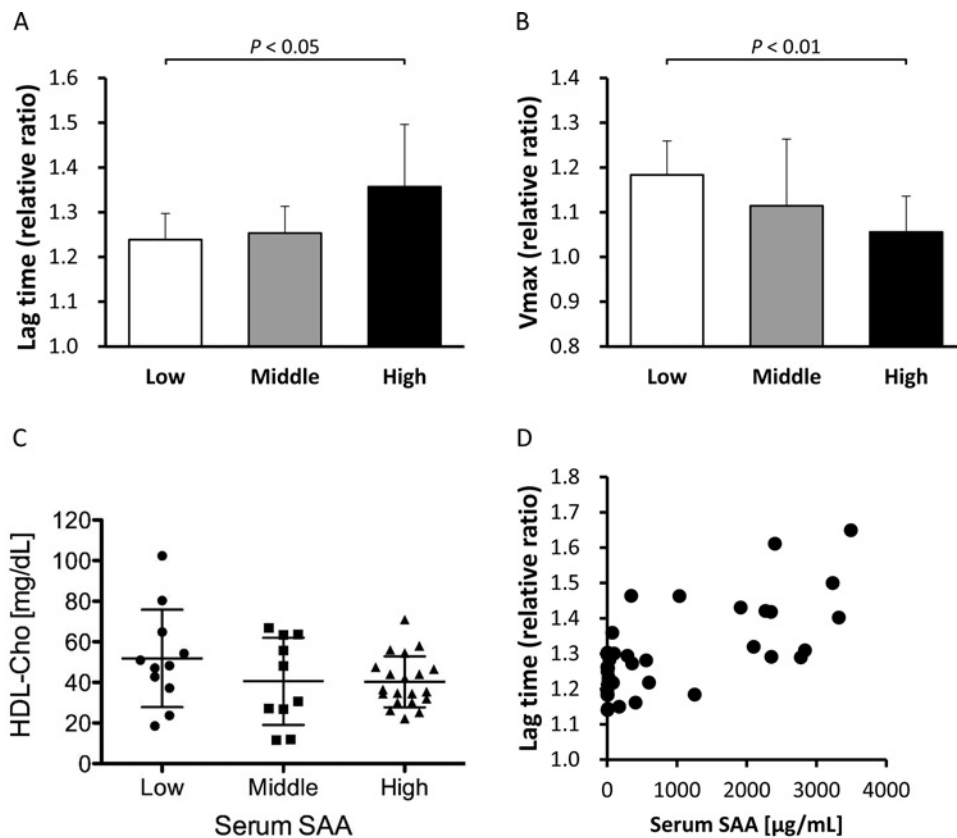 A
P < 0.05
Lag time (relative ratio)
1.6
1.5
1.4
1.3
1.2
1.1
1.0
Low Middle High
B
P < 0.01
Vmax (relative ratio)
1.4
1.3
1.2
1.1
1.0
0.9
0.8
Low Middle High
C
HDL-Cho [mg/dL]
120
100
80
60
40
20
0
Low Middle High
Serum SAA
D
Lag time (relative ratio)
1.8
1.7
1.6
1.5
1.4
1.3
1.2
1.1
1.0
0 1000 2000 3000 4000
Serum SAA [µg/mL]